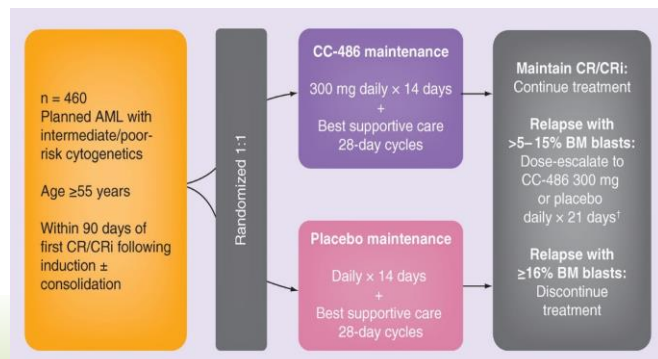 n = 460
Planned AML with
intermediate/poor-
risk cytogenetics
Age ≥55 years
Within 90 days of
first CR/CRi following
induction ±
consolidation
Randomized 1:1
CC-486 maintenance
300 mg daily × 14 days
+
Best supportive care
28-day cycles
Placebo maintenance
Daily × 14 days
+
Best supportive care
28-day cycles
Maintain CR/CRi:
Continue treatment
Relapse with
>5–15% BM blasts:
Dose-escalate to
CC-486 300 mg
or placebo
daily × 21 days†
Relapse with
≥16% BM blasts:
Discontinue
treatment